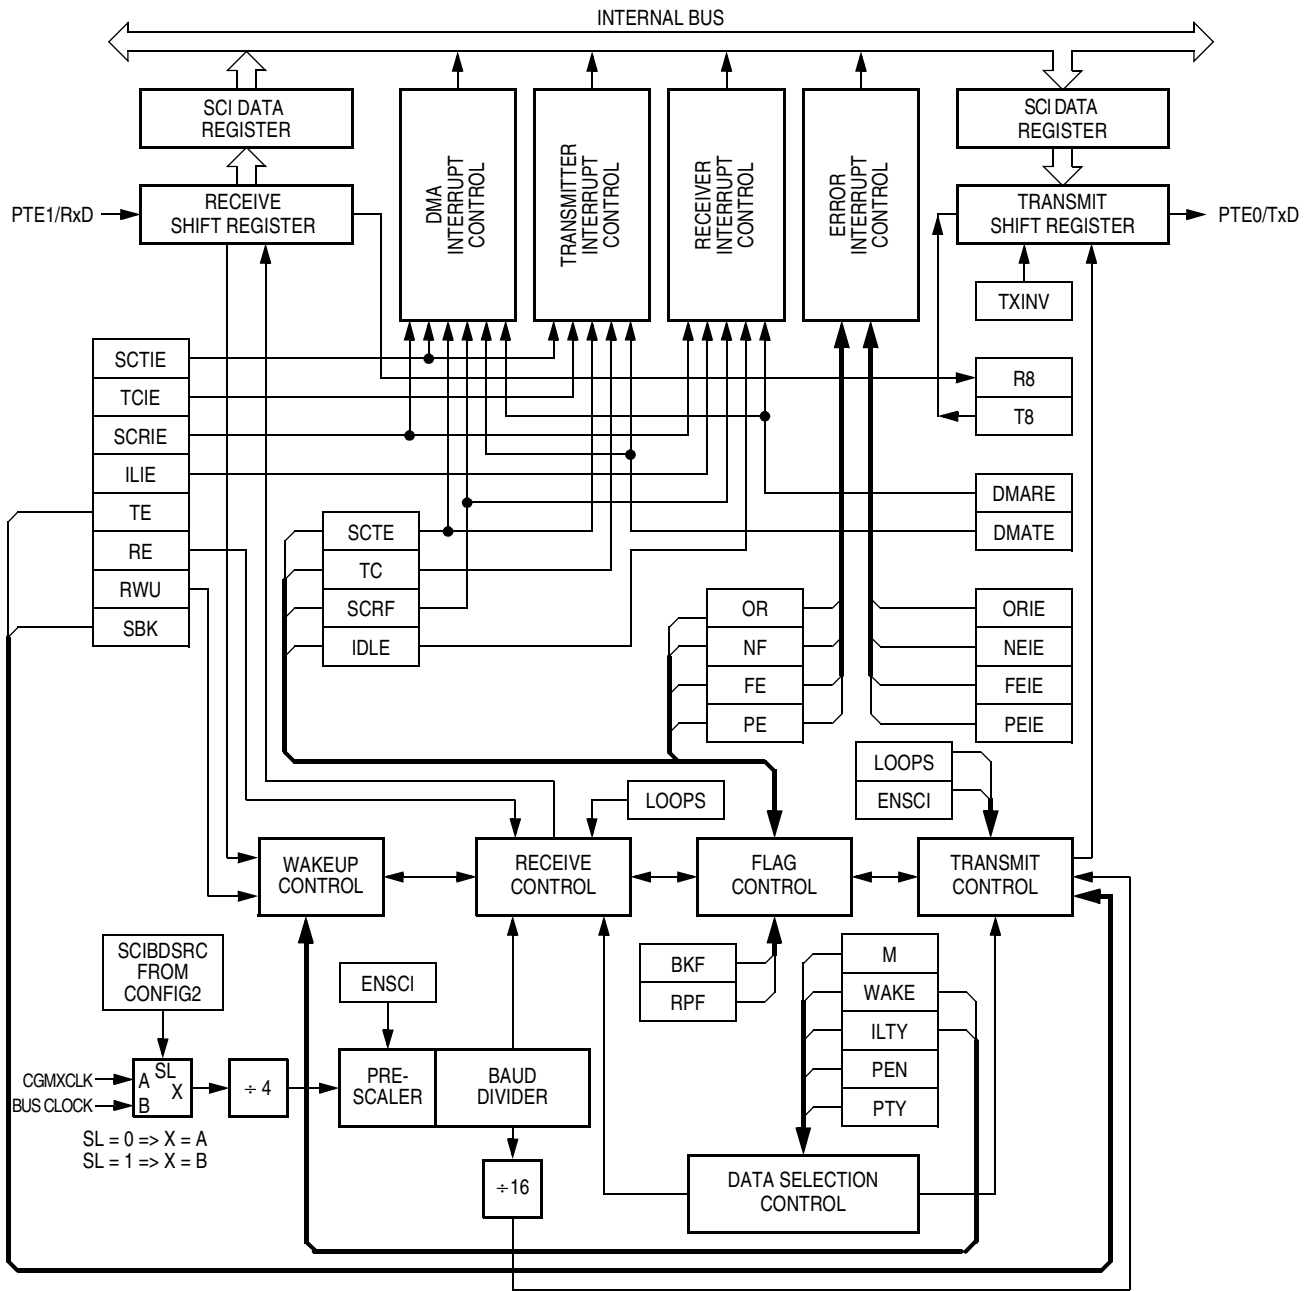 INTERNAL BUS
SCI DATA
REGISTER
SCI DATA
REGISTER
DMA
INTERRUPT
CONTROL
TRANSMITTER
INTERRUPT
CONTROL
RECEIVER
INTERRUPT
CONTROL
ERROR
INTERRUPT
CONTROL
PTE1/RxD
RECEIVE
SHIFT REGISTER
TRANSMIT
SHIFT REGISTER
PTE0/TxD
TXINV
SCTIE
TCIE
SCRIE
ILIE
TE
RE
RWU
SBK
R8
T8
DMARE
DMATE
SCTE
TC
SCRF
IDLE
OR
NF
FE
PE
ORIE
NEIE
FEIE
PEIE
LOOPS
ENSCI
LOOPS
WAKEUP
CONTROL
RECEIVE
CONTROL
FLAG
CONTROL
TRANSMIT
CONTROL
SCIBDSRC
FROM
CONFIG2
ENSCI
BKF
RPF
M
WAKE
ILTY
PEN
PTY
CGMXCLK
BUS CLOCK
A
SL
X
B
÷ 4
PRE-
SCALER
BAUD
DIVIDER
SL = 0 => X = A
SL = 1 => X = B
÷16
DATA SELECTION
CONTROL